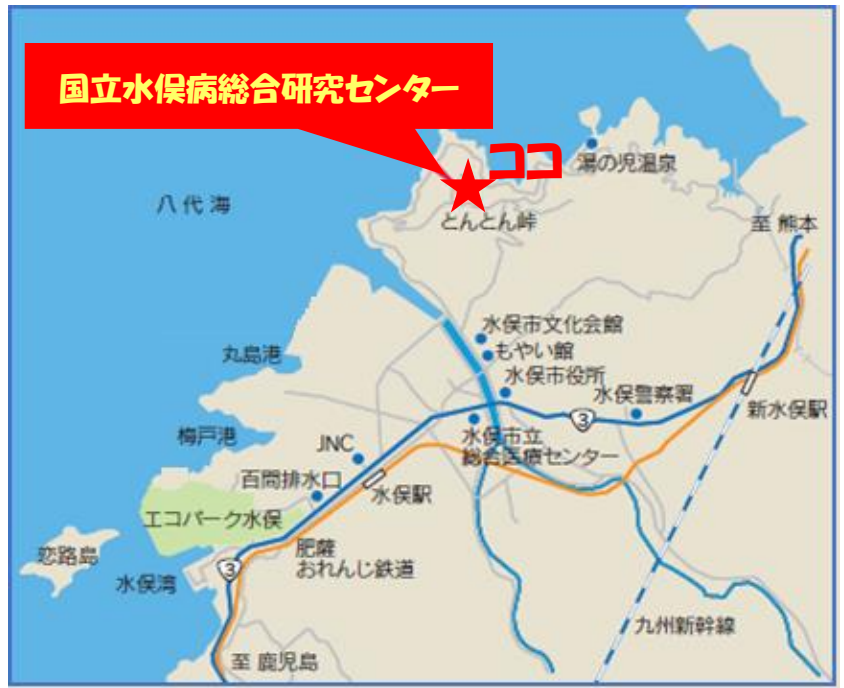 国立水俣病総合研究センター
ココ
湯の児温泉
八代海
とんとん峠
至 熊本
水俣市文化会館
もやい館
丸島港
水俣市役所
水俣警察署
3
新水俣駅
梅戸港
JNC
水俣市立
総合医療センター
百間排水口
水俣駅
エコパーク水俣
恋路島
肥薩
おれんじ鉄道
3
水俣湾
九州新幹線
至 鹿児島